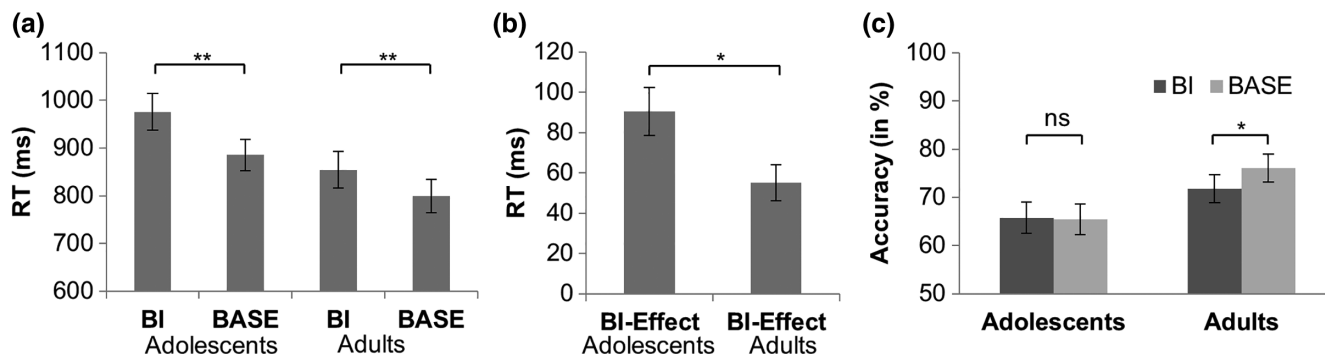 (a)
RT (ms)
1100
1000
900
800
700
600
**
**
BI BASE BI BASE
Adolescents Adults
(b)
RT (ms)
120
100
80
60
40
20
0
*
BI-Effect BI-Effect
Adolescents Adults
(c)
Accuracy (in %)
100
90
80
70
60
50
BI BASE
ns
*
Adolescents Adults